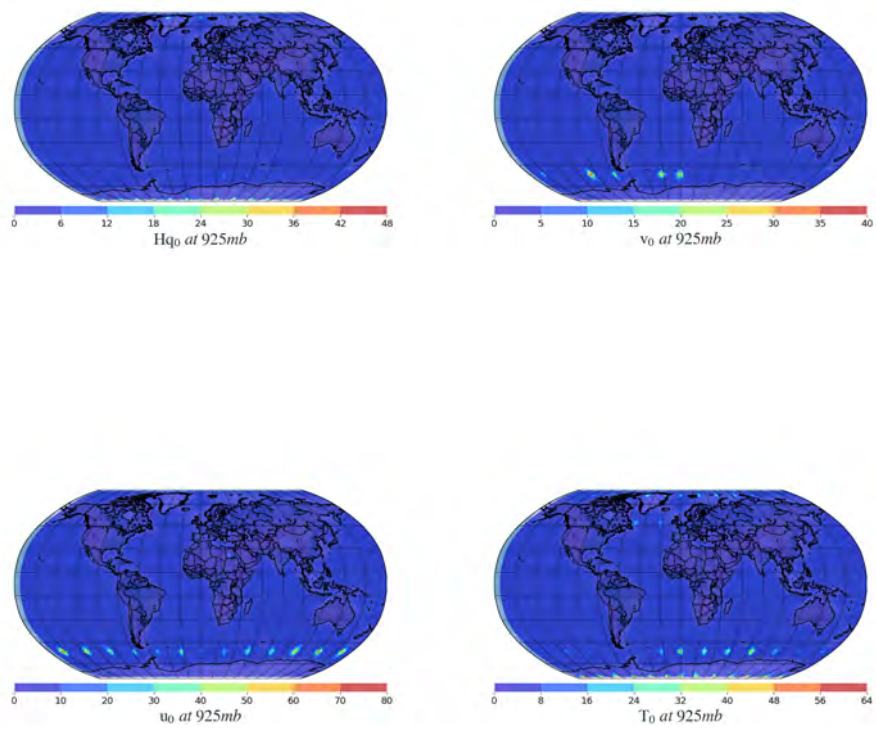 0 6 12 18 24 30 36 42 48
Hq₀ at 925mb
0 5 10 15 20 25 30 35 40
v₀ at 925mb
0 10 20 30 40 50 60 70 80
u₀ at 925mb
0 8 16 24 32 40 48 56 64
T₀ at 925mb